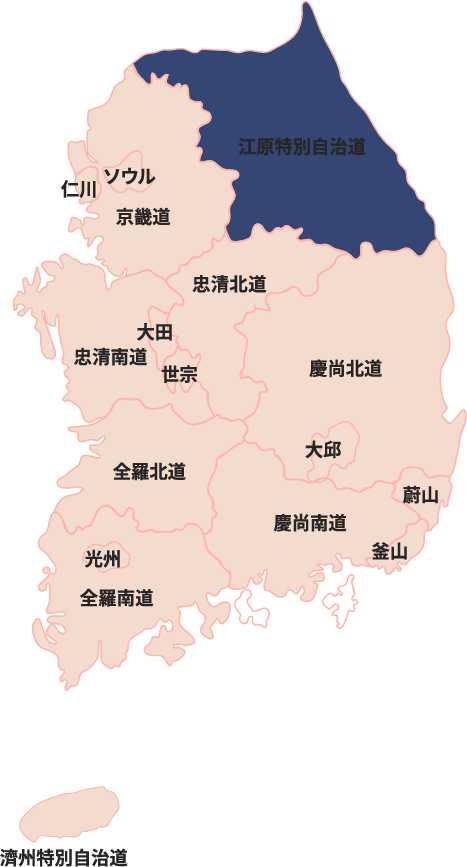 江原特別自治道
ソウル
仁川
京畿道
忠清北道
大田
忠清南道
世宗
慶尚北道
大邱
全羅北道
蔚山
慶尚南道
釜山
光州
全羅南道
済州特別自治道